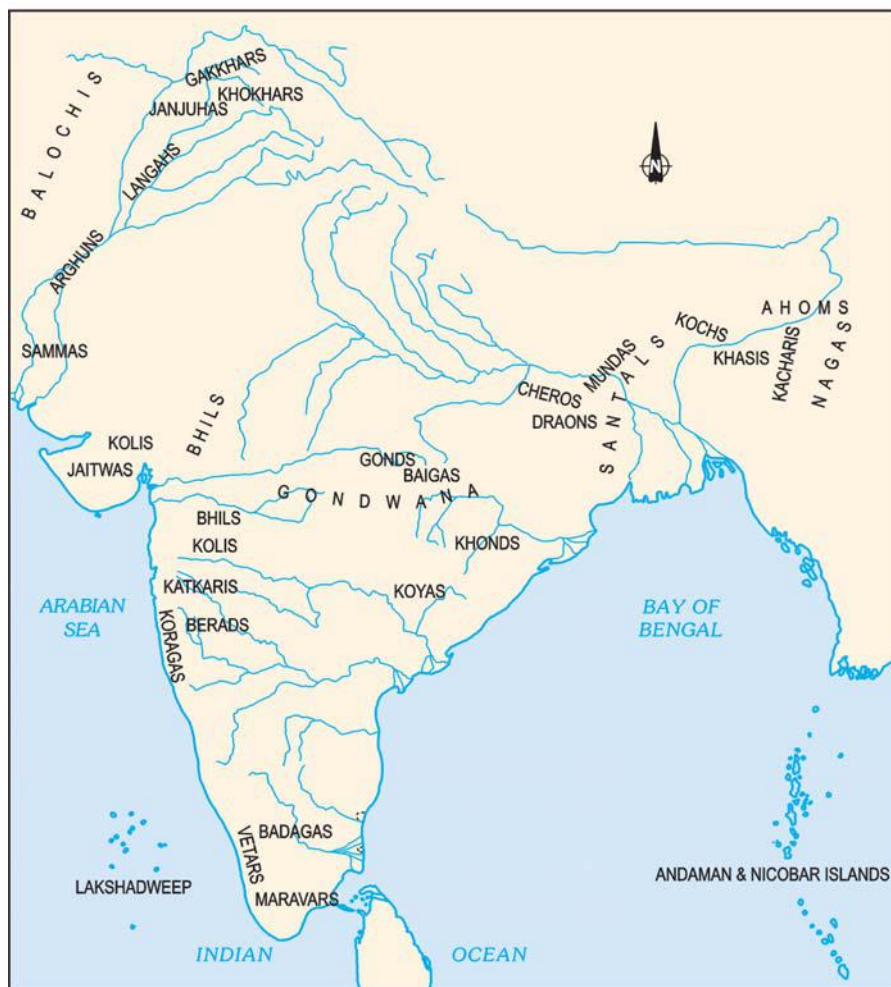 GAKKHARS
KHOKHARS
JANJUHAS
BALOCHIS
LANGAHS
N
ARGHUNS
SAMMAS
AHOMS
KOCHS
KHASIS
KACHARIS
NAGAS
MUNDAS
CHEROS
DRAONS
SANTALS
BHILS
KOLIS
JAITWAS
GONDS
BAIGAS
GONDWANA
BHILS
KOLIS
KHONDS
KATKARIS
KOYAS
BERADS
KORAGAS
ARABIAN
SEA
BAY OF
BENGAL
BADAGAS
VETARS
MARAVARS
LAKSHADWEEP
ANDAMAN & NICOBAR ISLANDS
INDIAN OCEAN